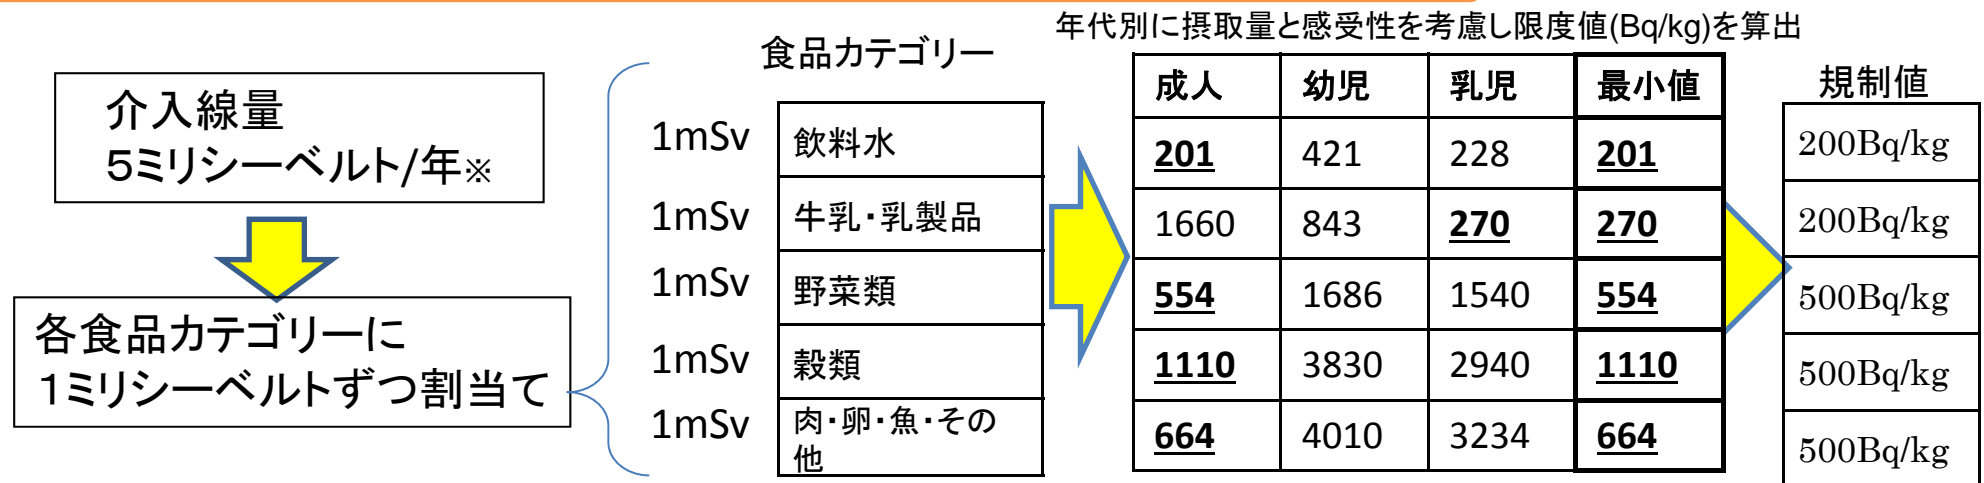 年代別に摂取量と感受性を考慮し限度値(Bq/kg)を算出
介入線量
5ミリシーベルト/年※
各食品カテゴリーに
1ミリシーベルトずつ割当て
食品カテゴリー
1mSv 飲料水
1mSv 牛乳・乳製品
1mSv 野菜類
1mSv 穀類
1mSv 肉・卵・魚・その
他
成人 幼児 乳児 最小値
201 421 228 201
1660 843 270 270
554 1686 1540 554
1110 3830 2940 1110
664 4010 3234 664
規制値
200Bq/kg
200Bq/kg
500Bq/kg
500Bq/kg
500Bq/kg